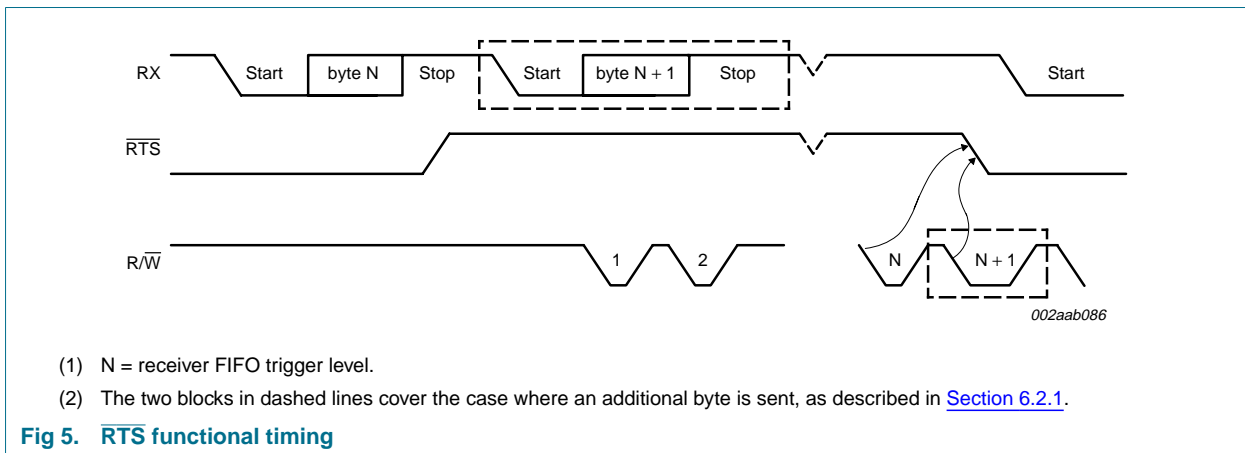 RX Start byte N Stop Start byte N + 1 Stop Start
RTS
R/W 1 2 N N + 1
002aab086
(1) N = receiver FIFO trigger level.
(2) The two blocks in dashed lines cover the case where an additional byte is sent, as described in Section 6.2.1.
Fig 5. RTS functional timing